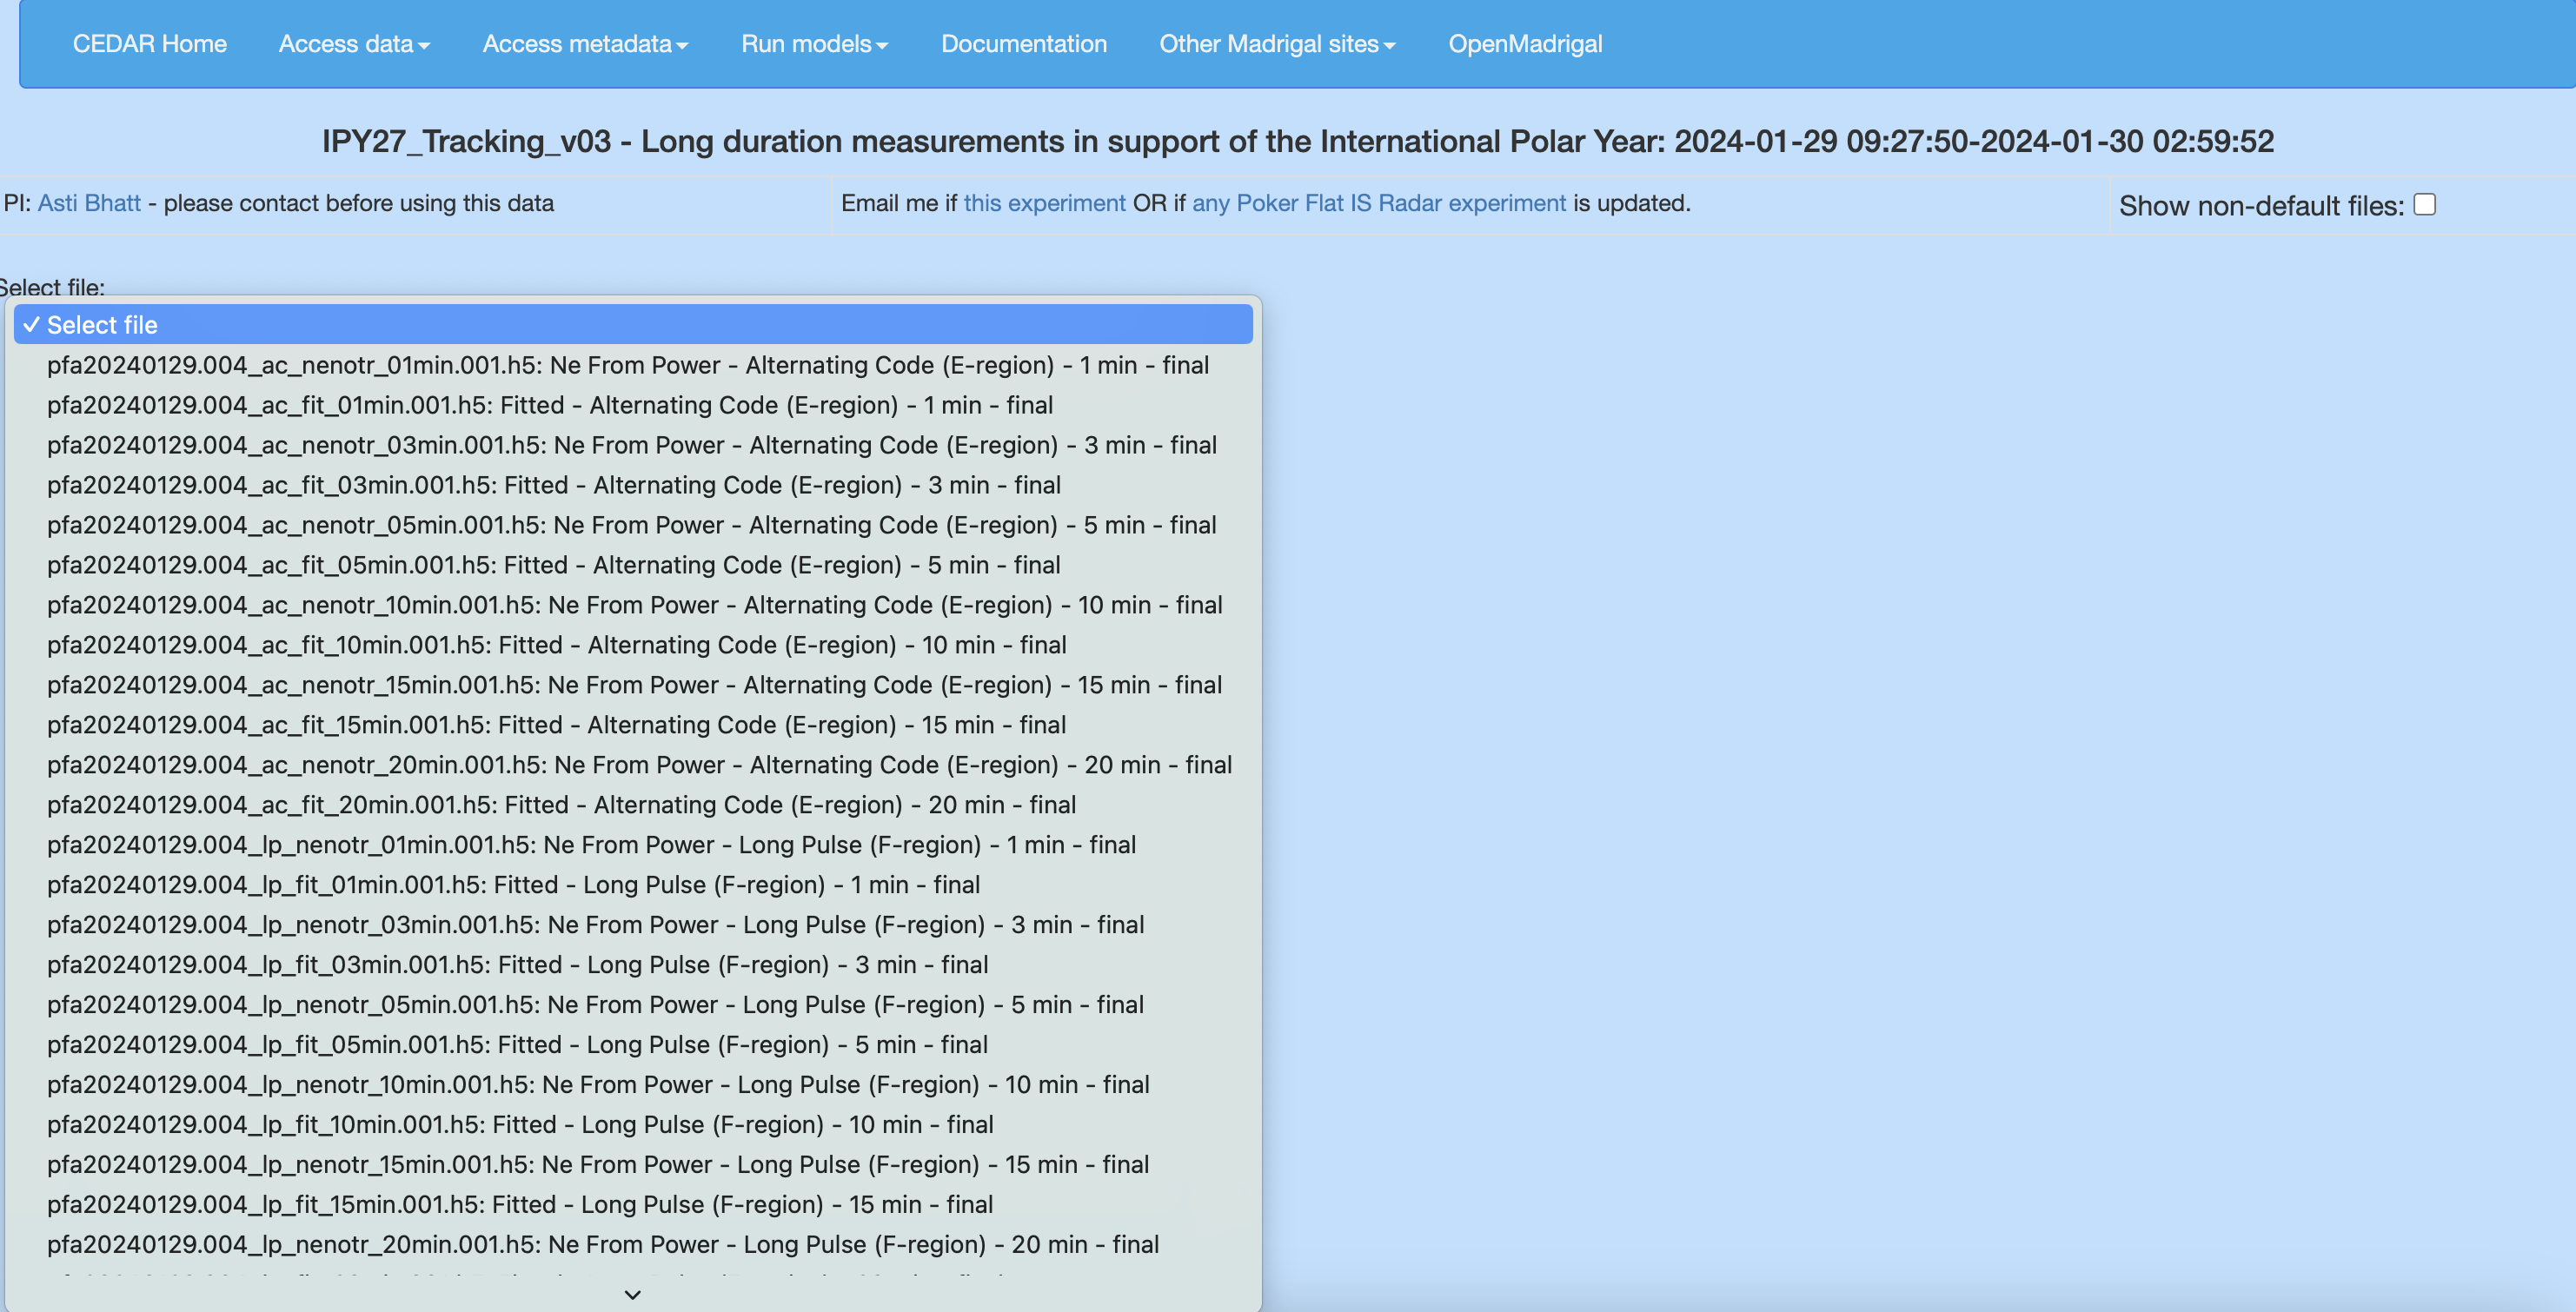 CEDAR Home Access data Access metadata Run models Documentation Other Madrigal sites OpenMadrigal
IPY27_Tracking_v03 - Long duration measurements in support of the International Polar Year: 2024-01-29 09:27:50-2024-01-30 02:59:52
PI: Asti Bhatt - please contact before using this data Email me if this experiment OR if any Poker Flat IS Radar experiment is updated. Show non-default files:
Select file:
✓ Select file
pfa20240129.004_ac_nenotr_01min.001.h5: Ne From Power - Alternating Code (E-region) - 1 min - final
pfa20240129.004_ac_fit_01min.001.h5: Fitted - Alternating Code (E-region) - 1 min - final
pfa20240129.004_ac_nenotr_03min.001.h5: Ne From Power - Alternating Code (E-region) - 3 min - final
pfa20240129.004_ac_fit_03min.001.h5: Fitted - Alternating Code (E-region) - 3 min - final
pfa20240129.004_ac_nenotr_05min.001.h5: Ne From Power - Alternating Code (E-region) - 5 min - final
pfa20240129.004_ac_fit_05min.001.h5: Fitted - Alternating Code (E-region) - 5 min - final
pfa20240129.004_ac_nenotr_10min.001.h5: Ne From Power - Alternating Code (E-region) - 10 min - final
pfa20240129.004_ac_fit_10min.001.h5: Fitted - Alternating Code (E-region) - 10 min - final
pfa20240129.004_ac_nenotr_15min.001.h5: Ne From Power - Alternating Code (E-region) - 15 min - final
pfa20240129.004_ac_fit_15min.001.h5: Fitted - Alternating Code (E-region) - 15 min - final
pfa20240129.004_ac_nenotr_20min.001.h5: Ne From Power - Alternating Code (E-region) - 20 min - final
pfa20240129.004_ac_fit_20min.001.h5: Fitted - Alternating Code (E-region) - 20 min - final
pfa20240129.004_lp_nenotr_01min.001.h5: Ne From Power - Long Pulse (F-region) - 1 min - final
pfa20240129.004_lp_fit_01min.001.h5: Fitted - Long Pulse (F-region) - 1 min - final
pfa20240129.004_lp_nenotr_03min.001.h5: Ne From Power - Long Pulse (F-region) - 3 min - final
pfa20240129.004_lp_fit_03min.001.h5: Fitted - Long Pulse (F-region) - 3 min - final
pfa20240129.004_lp_nenotr_05min.001.h5: Ne From Power - Long Pulse (F-region) - 5 min - final
pfa20240129.004_lp_fit_05min.001.h5: Fitted - Long Pulse (F-region) - 5 min - final
pfa20240129.004_lp_nenotr_10min.001.h5: Ne From Power - Long Pulse (F-region) - 10 min - final
pfa20240129.004_lp_fit_10min.001.h5: Fitted - Long Pulse (F-region) - 10 min - final
pfa20240129.004_lp_nenotr_15min.001.h5: Ne From Power - Long Pulse (F-region) - 15 min - final
pfa20240129.004_lp_fit_15min.001.h5: Fitted - Long Pulse (F-region) - 15 min - final
pfa20240129.004_lp_nenotr_20min.001.h5: Ne From Power - Long Pulse (F-region) - 20 min - final